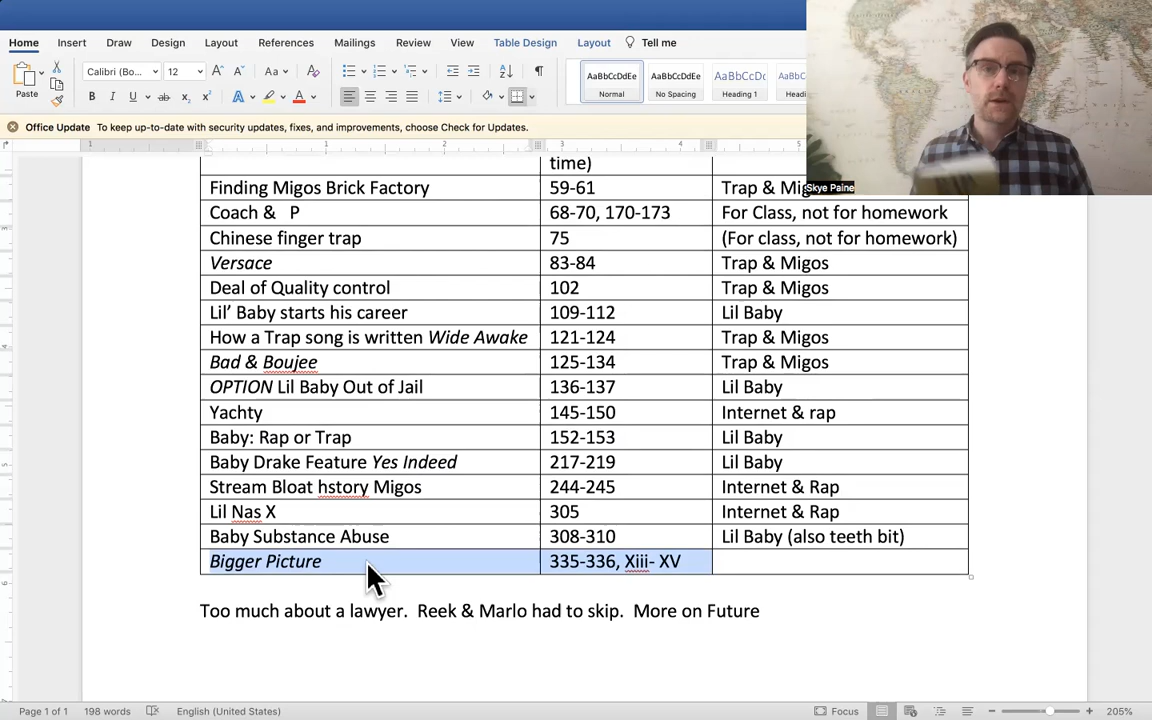 Home Insert Draw Design Layout References Mailings Review View Table Design Layout Tell me
Paste
Calibri (Bo... 12
AaBbCcDdEe Normal
AaBbCcDdEe No Spacing
AaBbCcDc Heading 1
Office Update To keep up-to-date with security updates, fixes, and improvements, choose Check for Updates.
Skye Paine
time)
Finding Migos Brick Factory 59-61 Trap & Mig
Coach & P 68-70, 170-173 For Class, not for homework
Chinese finger trap 75 (For class, not for homework)
Versace 83-84 Trap & Migos
Deal of Quality control 102 Trap & Migos
Lil' Baby starts his career 109-112 Lil Baby
How a Trap song is written Wide Awake 121-124 Trap & Migos
Bad & Boujee 125-134 Trap & Migos
OPTION Lil Baby Out of Jail 136-137 Lil Baby
Yachty 145-150 Internet & rap
Baby: Rap or Trap 152-153 Lil Baby
Baby Drake Feature Yes Indeed 217-219 Lil Baby
Stream Bloat hstory Migos 244-245 Internet & Rap
Lil Nas X 305 Internet & Rap
Baby Substance Abuse 308-310 Lil Baby (also teeth bit)
Bigger Picture 335-336, Xiii- XV
Too much about a lawyer. Reek & Marlo had to skip. More on Future
Page 1 of 1 198 words English (United States) Focus 205%